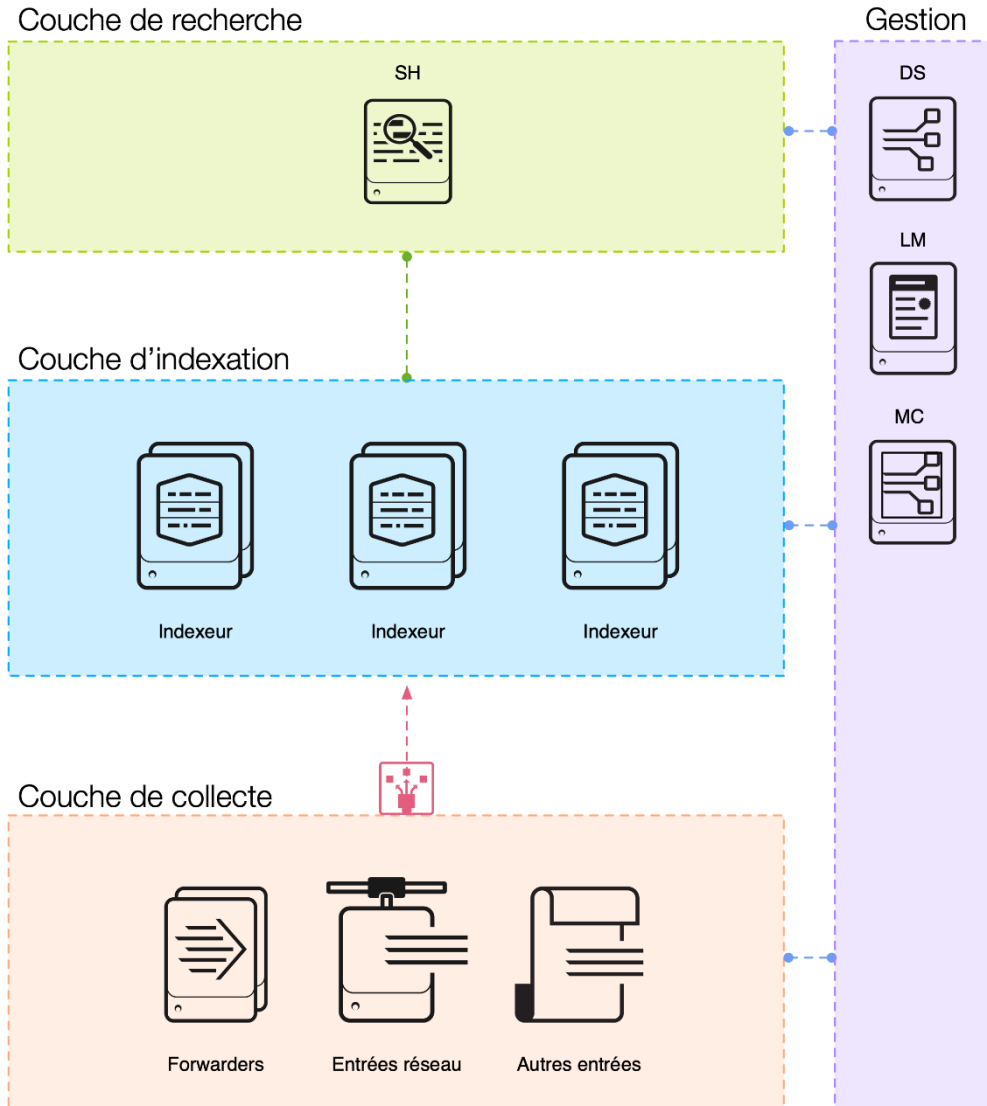 Couche de recherche
Gestion
SH
DS
LM
Couche d’indexation
MC
Indexeur
Indexeur
Indexeur
Couche de collecte
Forwarders
Entrées réseau
Autres entrées